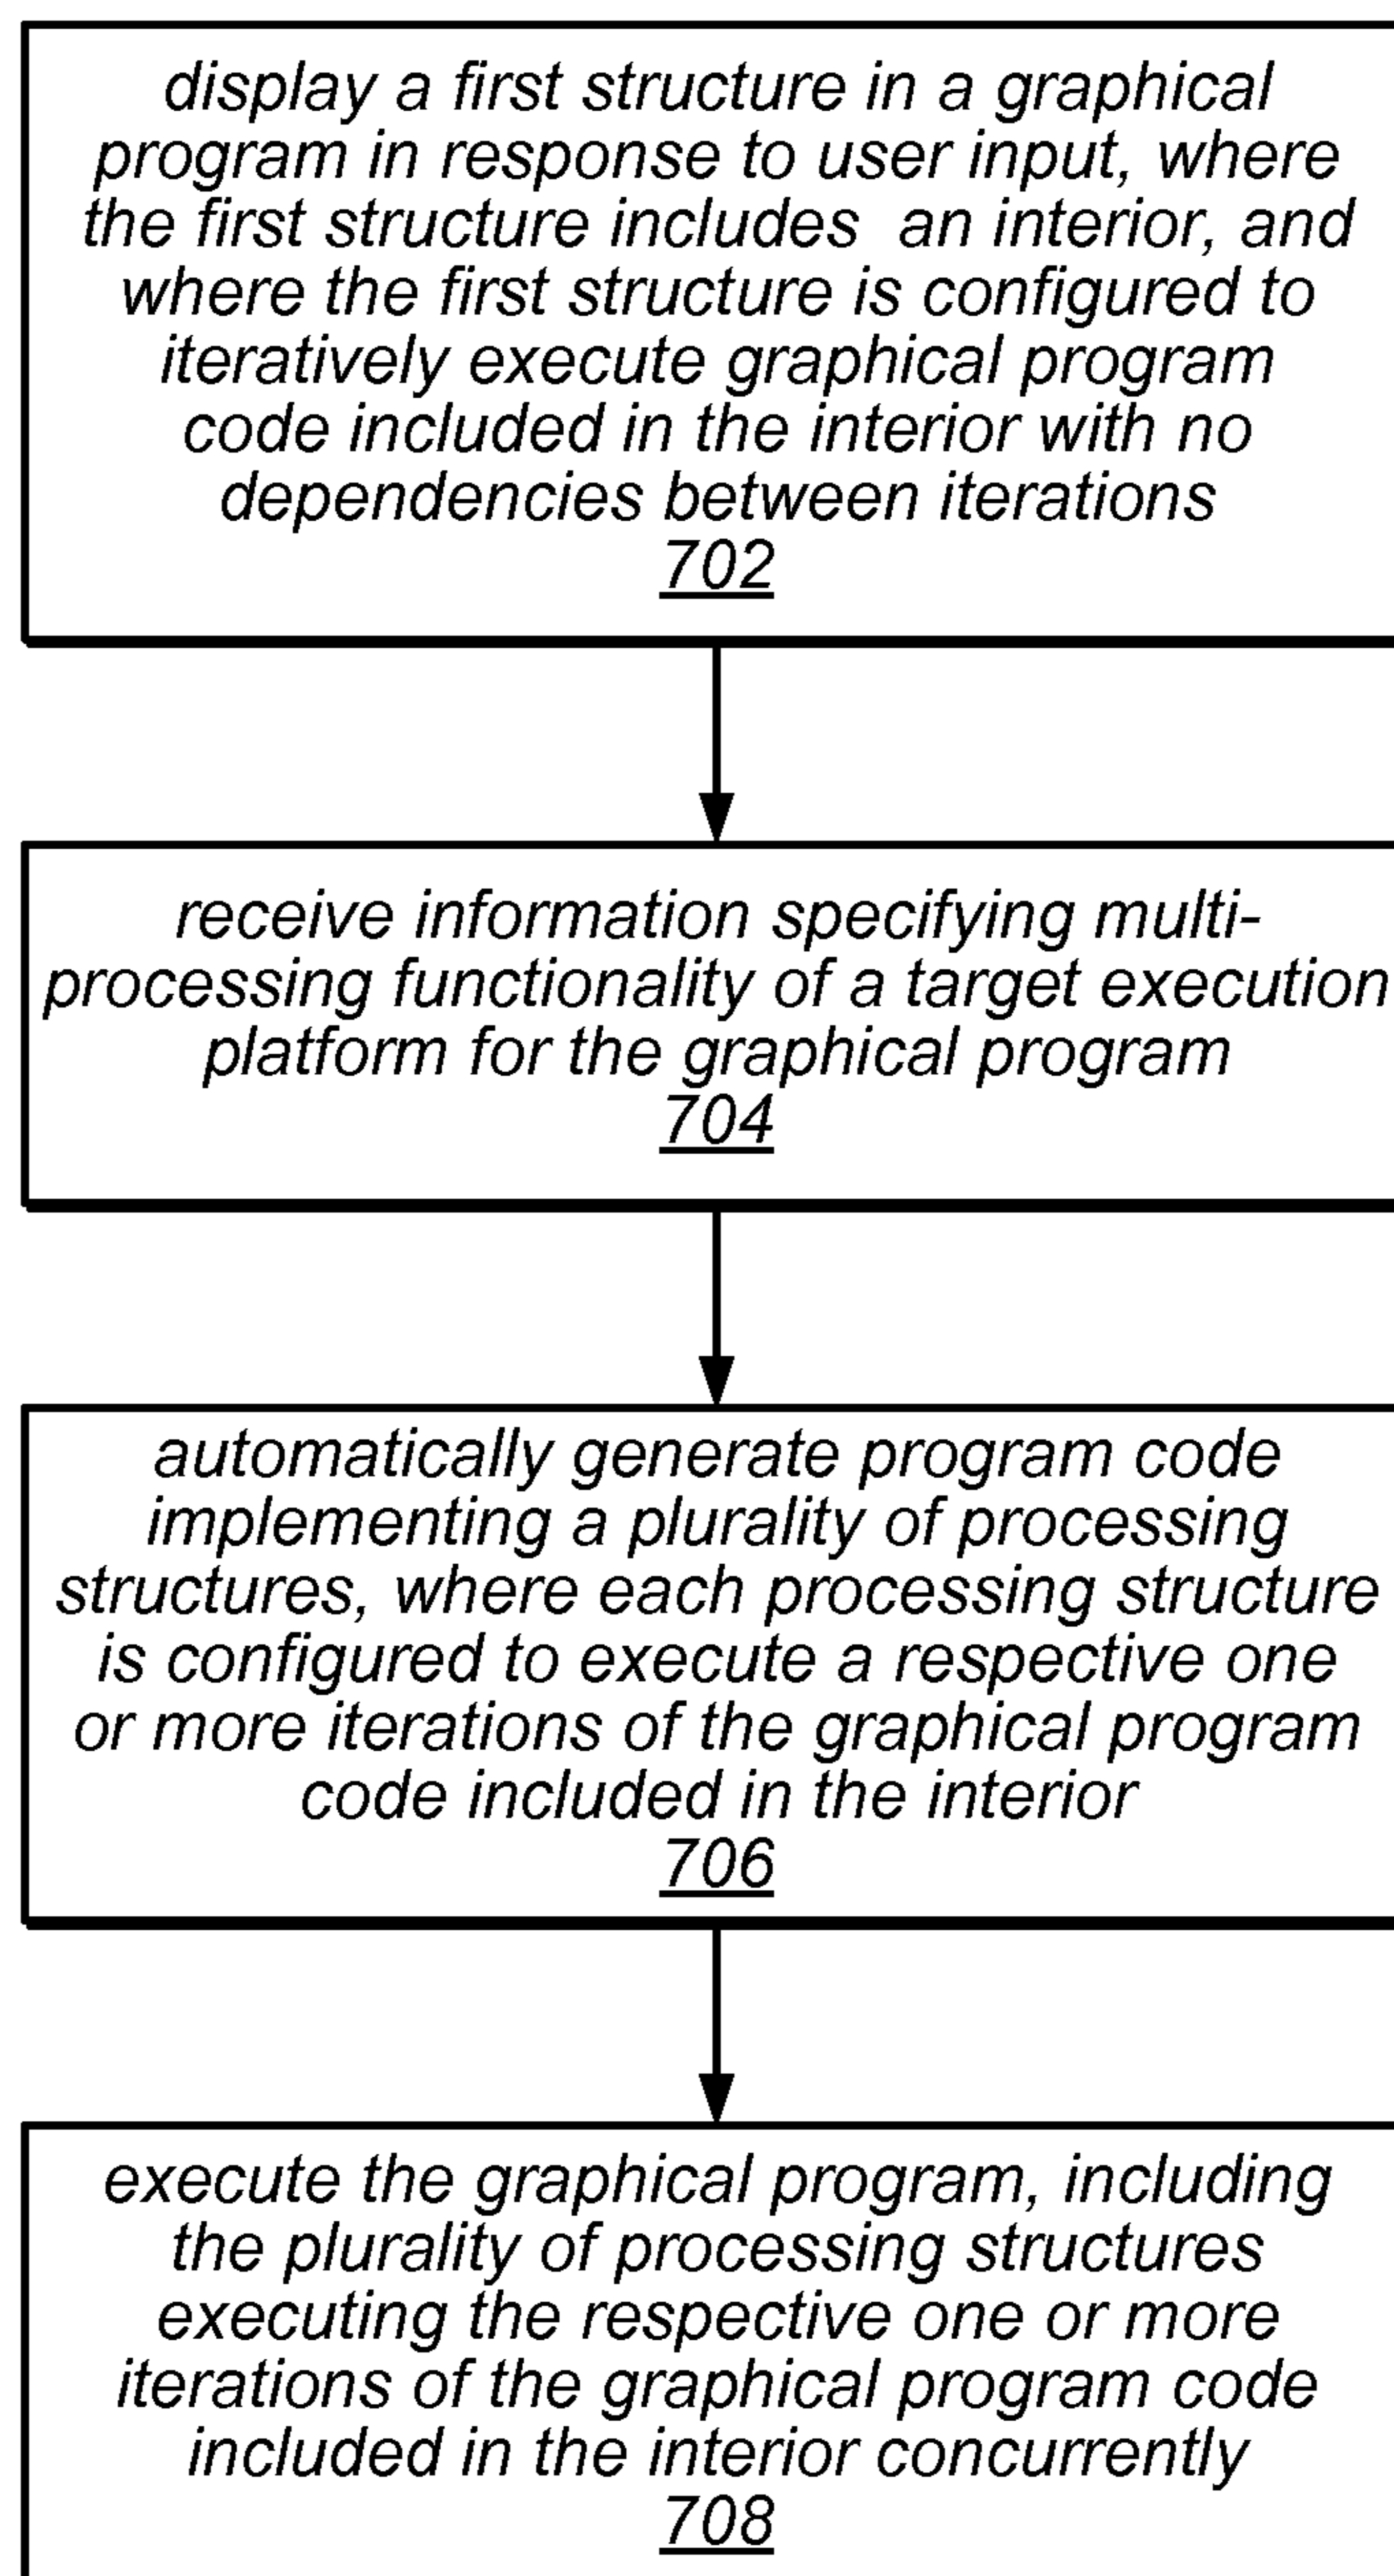 display a first structure in a graphical
program in response to user input, where
the first structure includes an interior, and
where the first structure is configured to
iteratively execute graphical program
code included in the interior with no
dependencies between iterations
702
receive information specifying multi-
processing functionality of a target execution
platform for the graphical program
704
automatically generate program code
implementing a plurality of processing
structures, where each processing structure
is configured to execute a respective one
or more iterations of the graphical program
code included in the interior
706
execute the graphical program, including
the plurality of processing structures
executing the respective one or more
iterations of the graphical program code
included in the interior concurrently
708